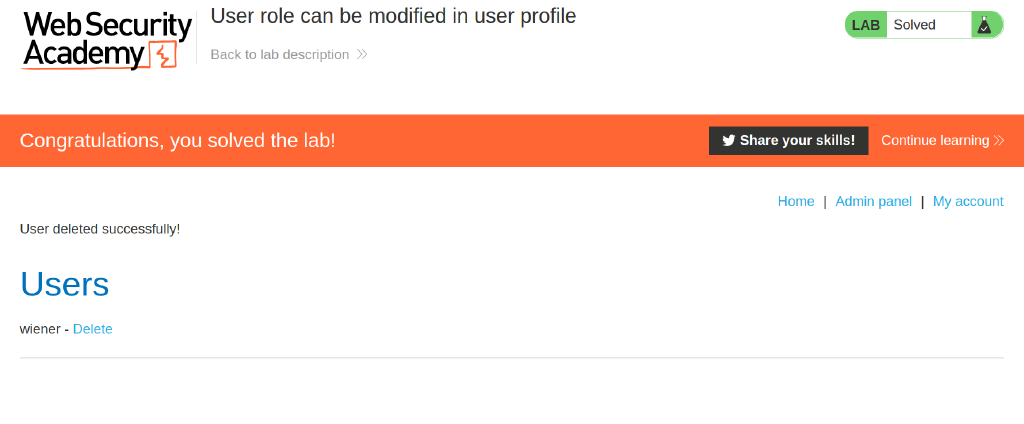 Web Security
Academy
User role can be modified in user profile
Back to lab description
LAB Solved
Congratulations, you solved the lab!
Share your skills!
Continue learning
Home | Admin panel | My account
User deleted successfully!
Users
wiener - Delete